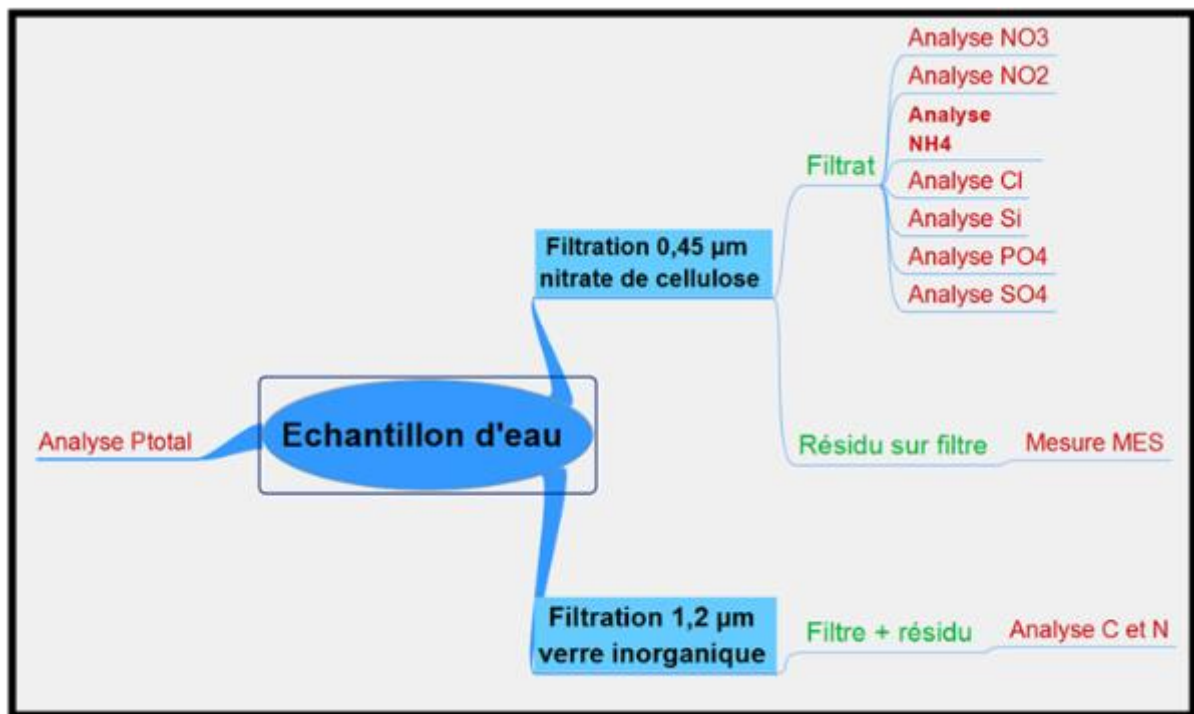 Analyse NO3
Analyse NO2
Analyse
NH4
Filtrat
Analyse Cl
Analyse Si
Analyse PO4
Analyse SO4
Filtration 0,45 µm
nitrate de cellulose
Echantillon d'eau
Analyse Ptotal
Résidu sur filtre
Mesure MES
Filtration 1,2 µm
verre inorganique
Filtre + résidu
Analyse C et N